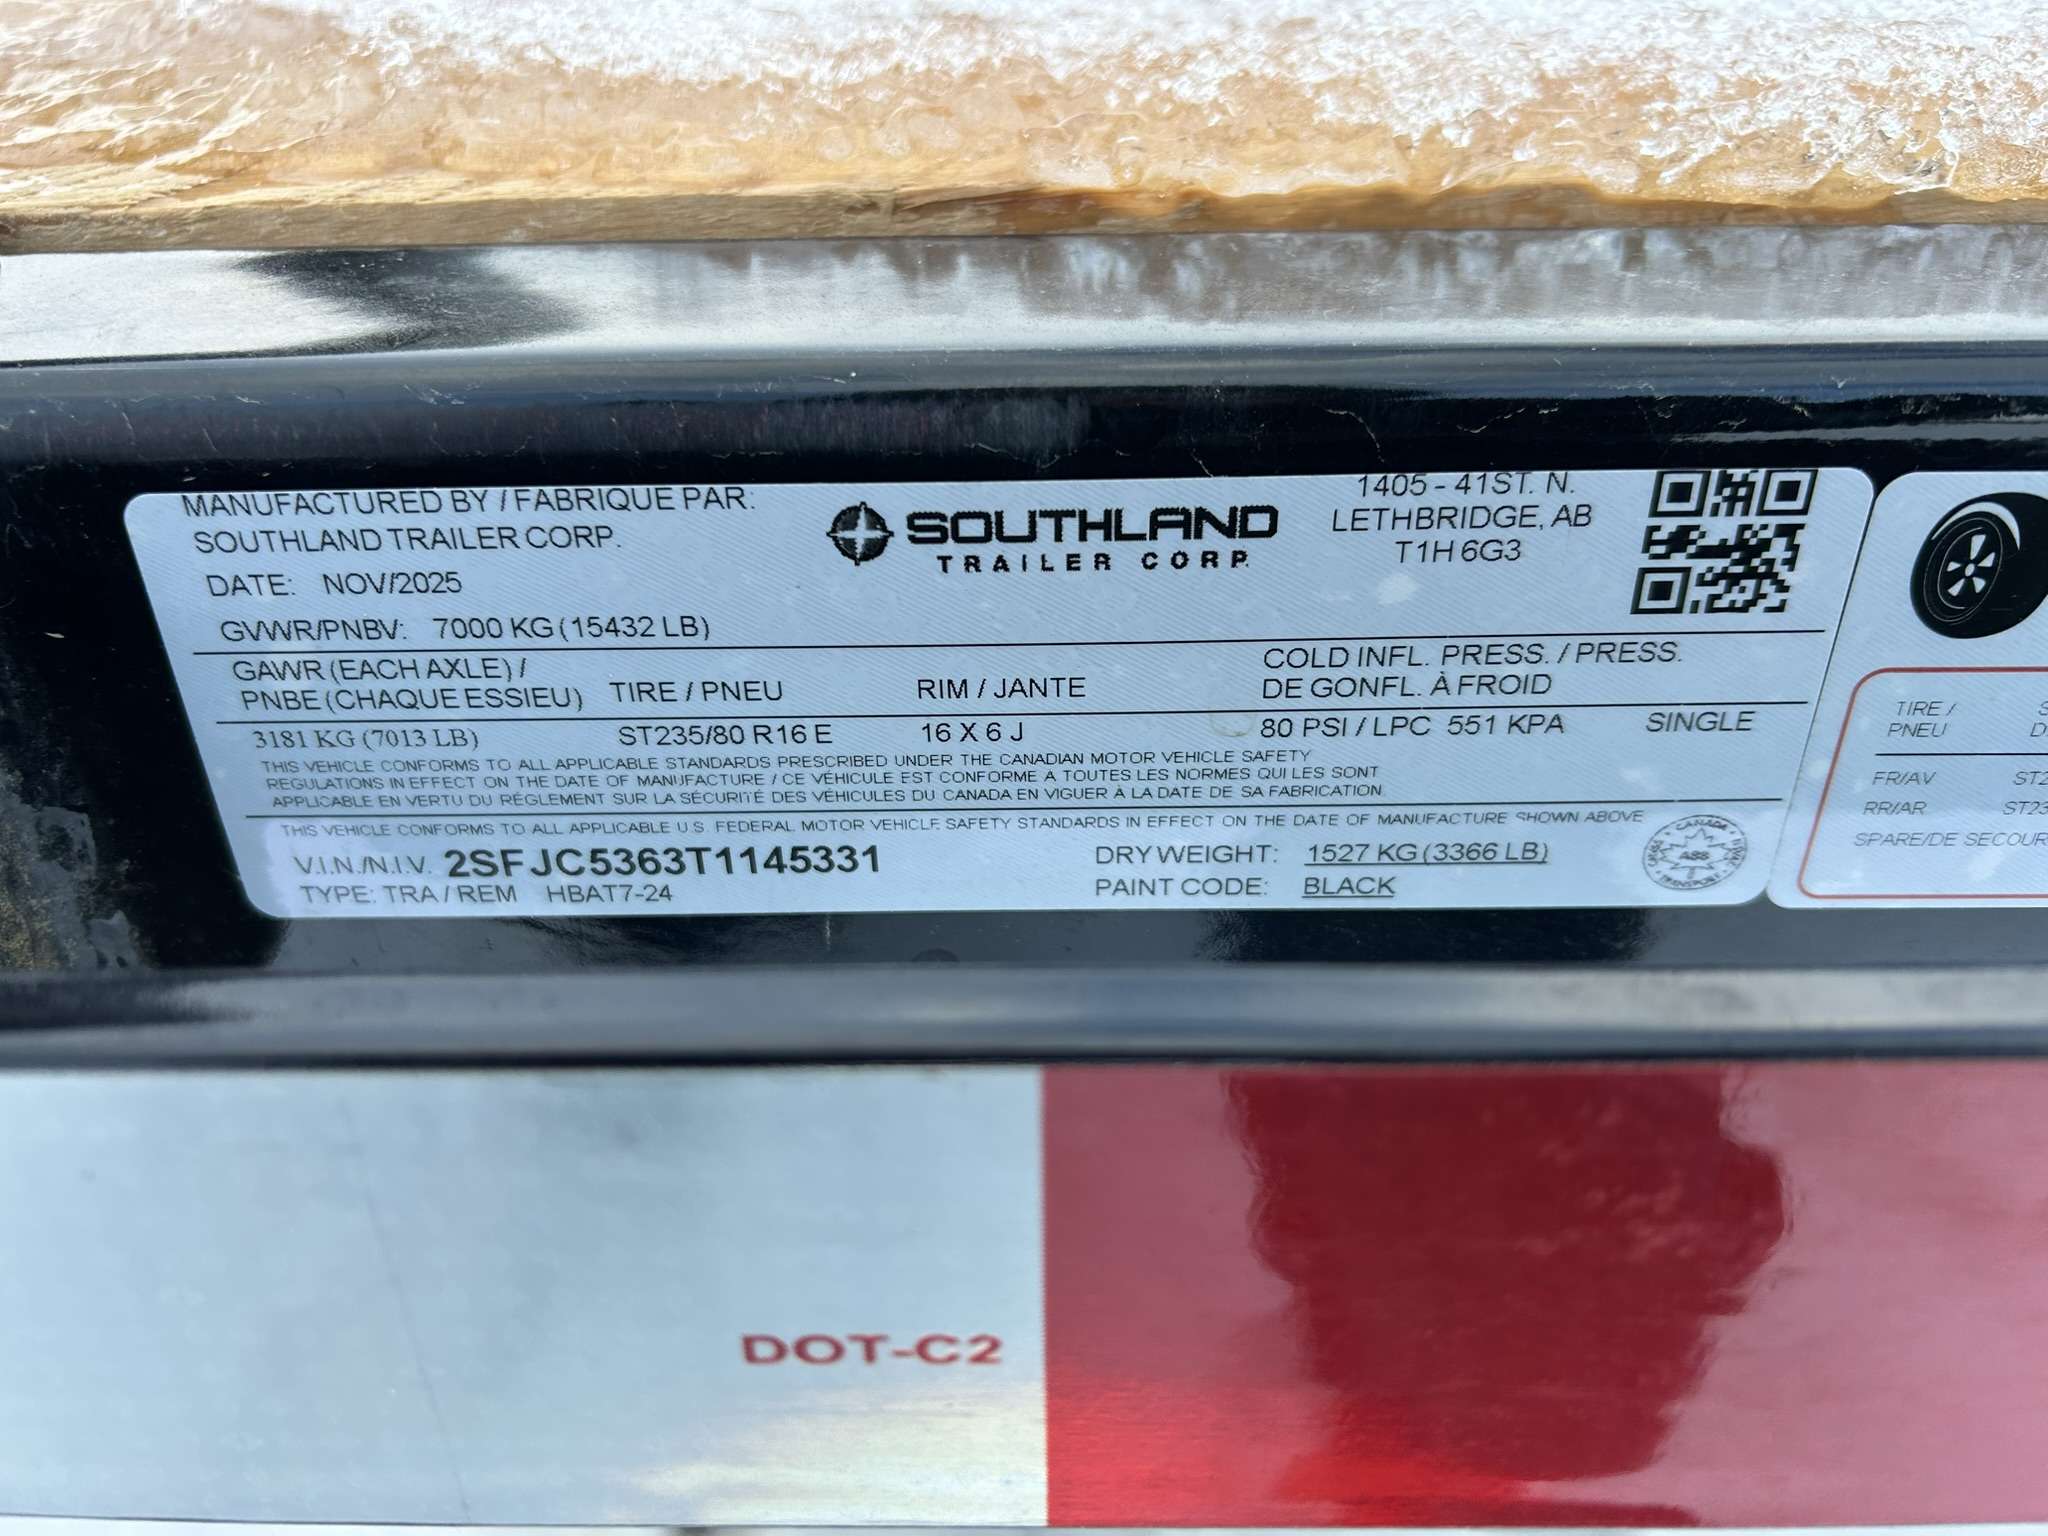 MANUFACTURED BY / FABRIQUE PAR:
SOUTHLAND TRAILER CORP.
DATE: NOV/2025
GVWR/PNBV: 7000 KG (15432 LB)
SOUTHLAND
TRAILER CORP.
1405 - 41ST. N.
LETHBRIDGE, AB
T1H 6G3
GAWR (EACH AXLE) /
PNBE (CHAQUE ESSIEU)
TIRE / PNEU
RIM / JANTE
COLD INFL. PRESS. / PRESS.
DE GONFL. À FROID
3181 KG (7013 LB) ST235/80 R16 E 16 X 6 J 80 PSI / LPC 551 KPA SINGLE
THIS VEHICLE CONFORMS TO ALL APPLICABLE STANDARDS PRESCRIBED UNDER THE CANADIAN MOTOR VEHICLE SAFETY
REGULATIONS IN EFFECT ON THE DATE OF MANUFACTURE / CE VÉHICULE EST CONFORME A TOUTES LES NORMES QUI LES SONT
APPLICABLE EN VERTU DU RÉGLEMENT SUR LA SÉCURITÉ DES VÉHICULES DU CANADA EN VIGUER À LA DATE DE SA FABRICATION.
THIS VEHICLE CONFORMS TO ALL APPLICABLE U.S. FEDERAL MOTOR VEHICLE SAFETY STANDARDS IN EFFECT ON THE DATE OF MANUFACTURE SHOWN ABOVE
V.I.N./N.I.V. 2SFJC5363T1145331
TYPE: TRA / REM HBAT7-24
DRY WEIGHT: 1527 KG (3366 LB)
PAINT CODE: BLACK
CANADA
TRANSPORT
TIRE /
PNEU
FR/AV ST2
RR/AR ST23
SPARE/DE SECOUR
DOT-C2